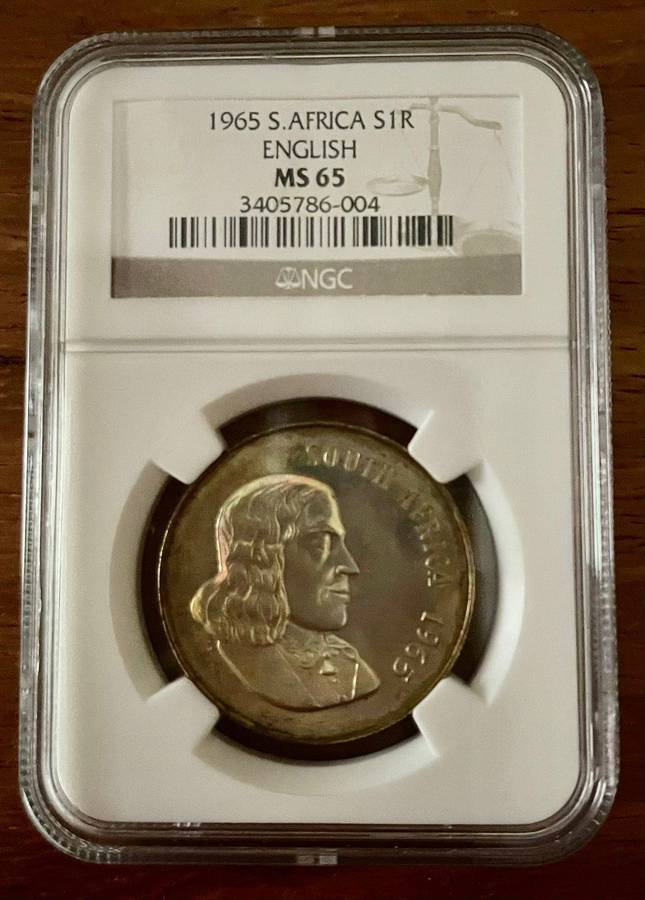 1965 S.AFRICA S1R
ENGLISH
MS 65
3405786-004
NGC
SOUTH AFRICA 1965